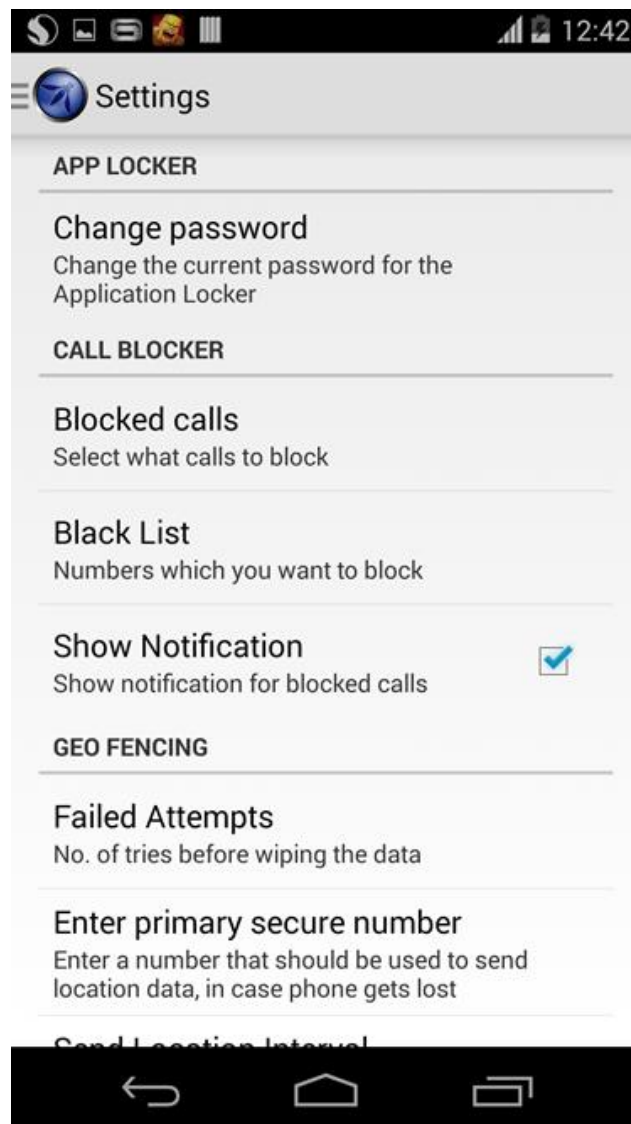 12:42
Settings
APP LOCKER
Change password
Change the current password for the
Application Locker
CALL BLOCKER
Blocked calls
Select what calls to block
Black List
Numbers which you want to block
Show Notification
Show notification for blocked calls
GEO FENCING
Failed Attempts
No. of tries before wiping the data
Enter primary secure number
Enter a number that should be used to send
location data, in case phone gets lost
Send Location Interval